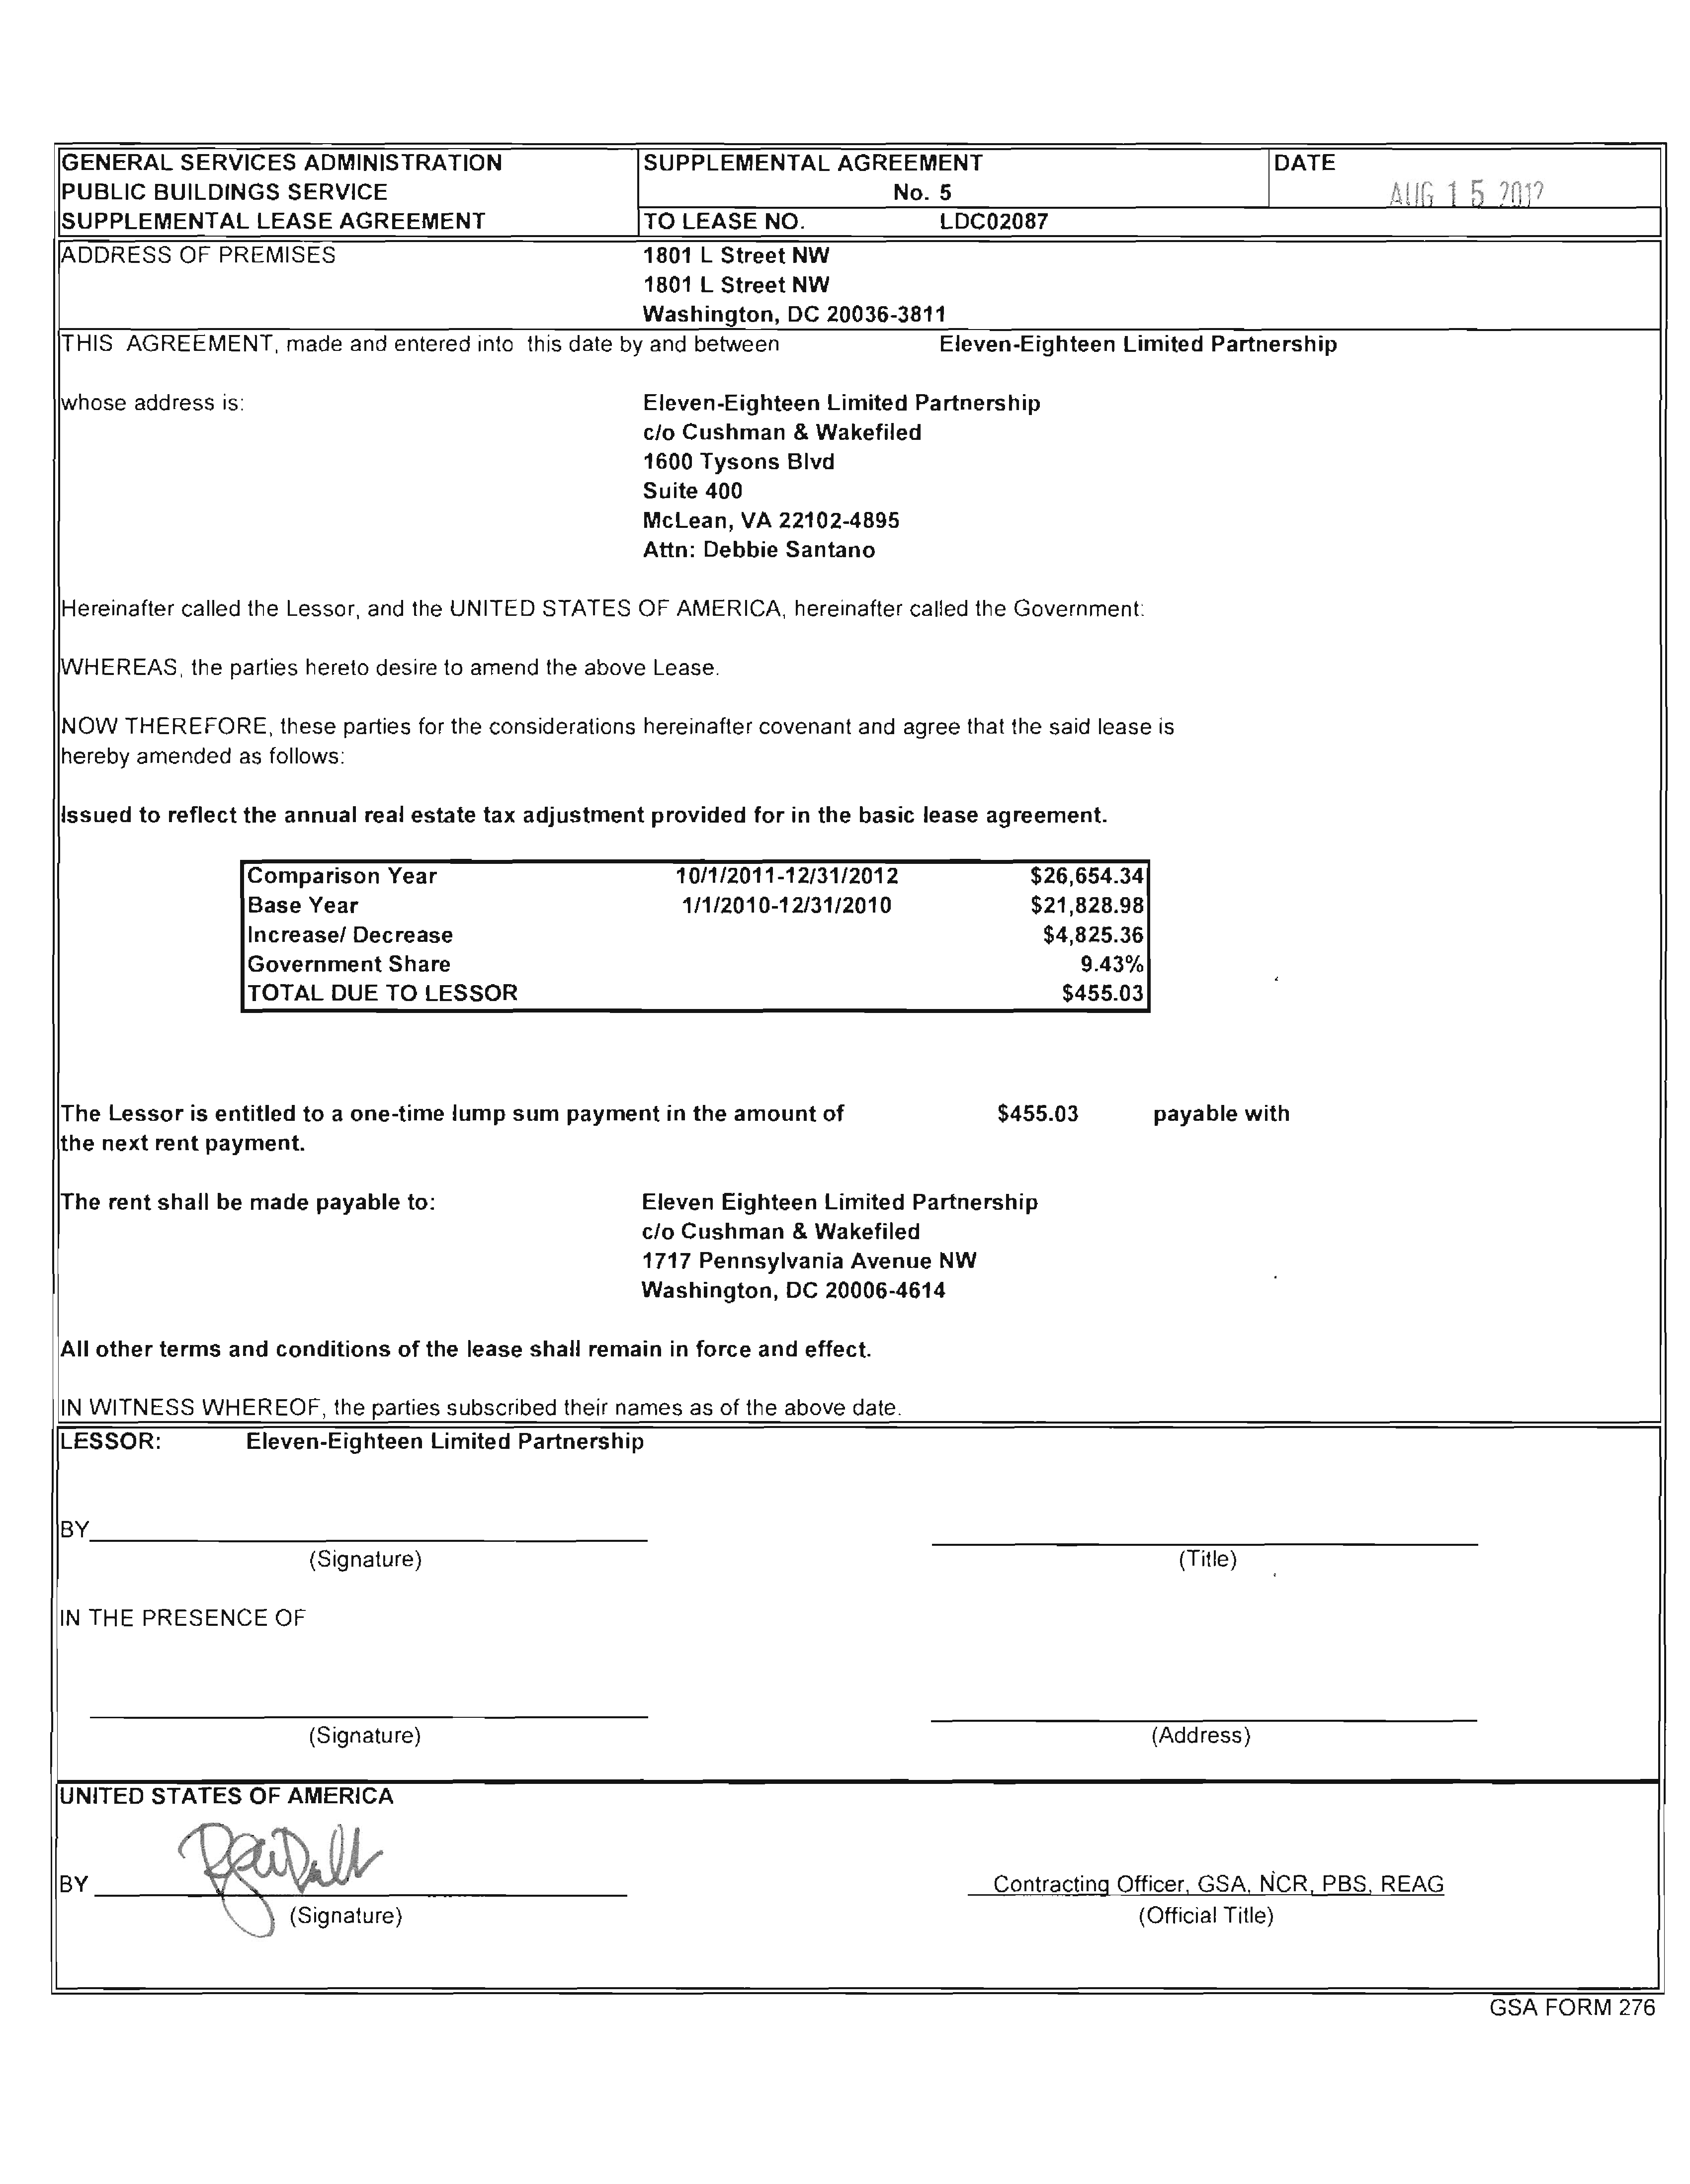 GENERAL SERVICES ADMINISTRATION
PUBLIC BUILDINGS SERVICE
SUPPLEMENTAL LEASE AGREEMENT
SUPPLEMENTAL AGREEMENT
No. 5
TO LEASE NO. LDC02087
DATE
AUG 15 2012
ADDRESS OF PREMISES
1801 L Street NW
1801 L Street NW
Washington, DC 20036-3811
THIS AGREEMENT, made and entered into this date by and between Eleven-Eighteen Limited Partnership
whose address is: Eleven-Eighteen Limited Partnership
c/o Cushman & Wakefiled
1600 Tysons Blvd
Suite 400
McLean, VA 22102-4895
Attn: Debbie Santano
Hereinafter called the Lessor, and the UNITED STATES OF AMERICA, hereinafter called the Government:
WHEREAS, the parties hereto desire to amend the above Lease.
NOW THEREFORE, these parties for the considerations hereinafter covenant and agree that the said lease is
hereby amended as follows:
Issued to reflect the annual real estate tax adjustment provided for in the basic lease agreement.
Comparison Year 10/1/2011-12/31/2012 $26,654.34
Base Year 1/1/2010-12/31/2010 $21,828.98
Increase/ Decrease $4,825.36
Government Share 9.43%
TOTAL DUE TO LESSOR $455.03
The Lessor is entitled to a one-time lump sum payment in the amount of $455.03 payable with
the next rent payment.
The rent shall be made payable to: Eleven Eighteen Limited Partnership
c/o Cushman & Wakefiled
1717 Pennsylvania Avenue NW
Washington, DC 20006-4614
All other terms and conditions of the lease shall remain in force and effect.
IN WITNESS WHEREOF, the parties subscribed their names as of the above date.
LESSOR: Eleven-Eighteen Limited Partnership
BY
(Signature) (Title)
IN THE PRESENCE OF
(Signature) (Address)
UNITED STATES OF AMERICA
BY Contracting Officer, GSA, NCR, PBS, REAG
(Signature) (Official Title)
GSA FORM 276